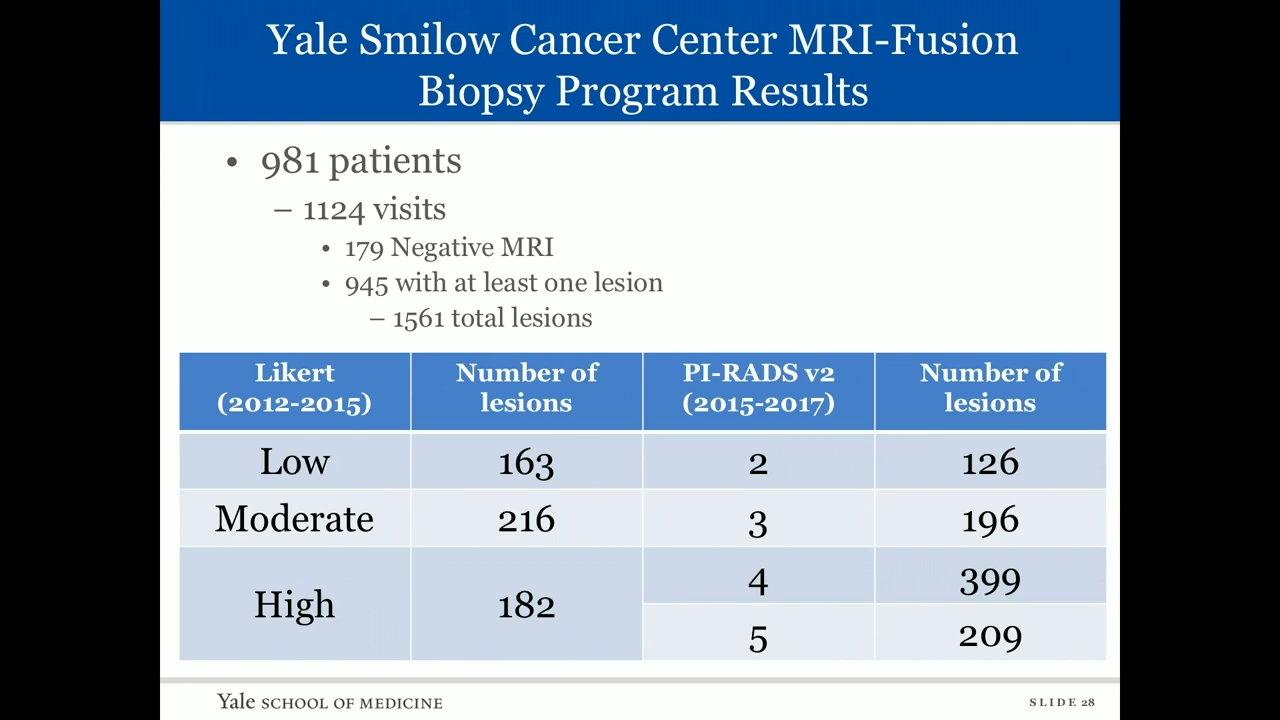 Yale Smilow Cancer Center MRI-Fusion
Biopsy Program Results
• 981 patients
– 1124 visits
• 179 Negative MRI
• 945 with at least one lesion
– 1561 total lesions
Likert (2012-2015) Number of lesions PI-RADS v2 (2015-2017) Number of lesions
Low 163 2 126
Moderate 216 3 196
High 182 4 399
5 209
Yale SCHOOL OF MEDICINE
SLIDE 28